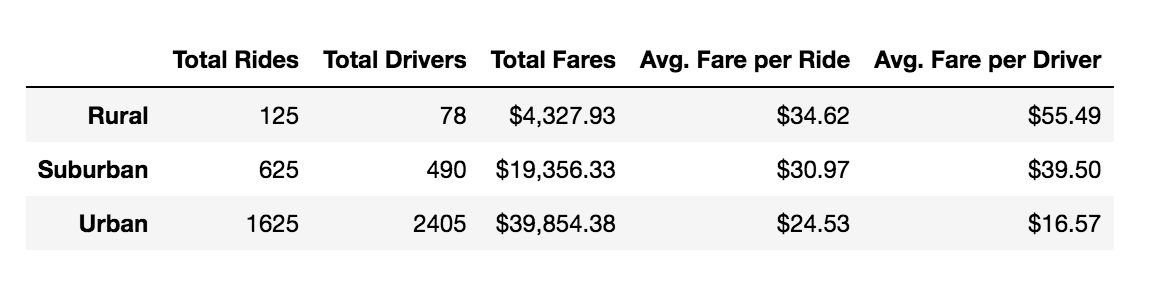 Total Rides Total Drivers Total Fares Avg. Fare per Ride Avg. Fare per Driver
Rural 125 78 $4,327.93 $34.62 $55.49
Suburban 625 490 $19,356.33 $30.97 $39.50
Urban 1625 2405 $39,854.38 $24.53 $16.57